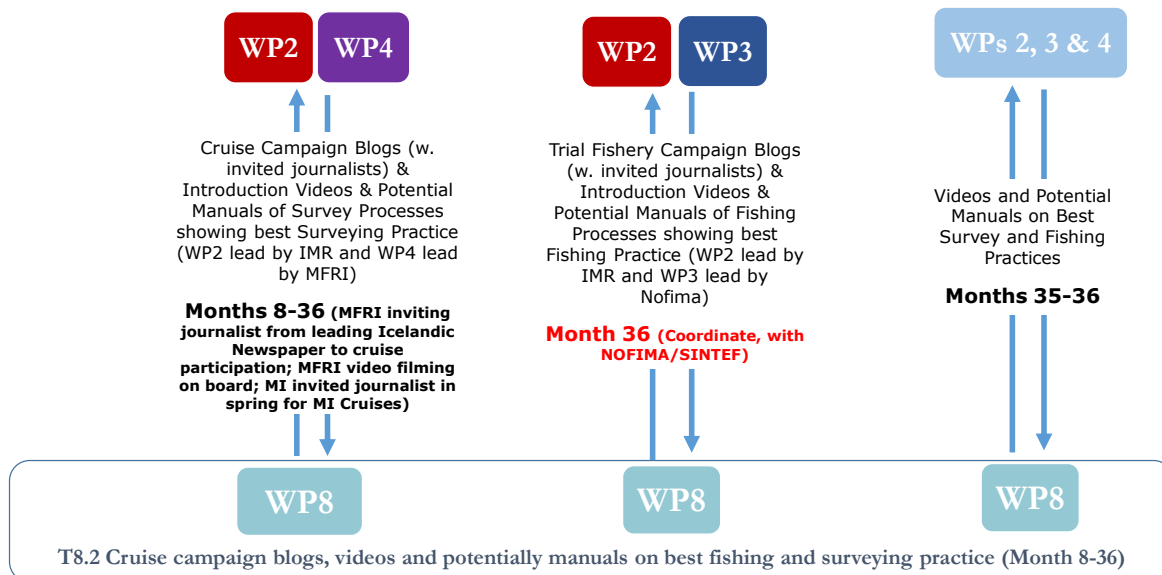 WP2
WP4
Cruise Campaign Blogs (w.
invited journalists) &
Introduction Videos & Potential
Manuals of Survey Processes
showing best Surveying Practice
(WP2 lead by IMR and WP4 lead
by MFRI)
Months 8-36 (MFRI inviting
journalist from leading Icelandic
Newspaper to cruise
participation; MFRI video filming
on board; MI invited journalist in
spring for MI Cruises)
WP8
WP2
WP3
Trial Fishery Campaign Blogs
(w. invited journalists) &
Introduction Videos &
Potential Manuals of Fishing
Processes showing best
Fishing Practice (WP2 lead by
IMR and WP3 lead by
Nofima)
Month 36 (Coordinate, with
NOFIMA/SINTEF)
WP8
WPs 2, 3 & 4
Videos and Potential
Manuals on Best
Survey and Fishing
Practices
Months 35-36
WP8
T8.2 Cruise campaign blogs, videos and potentially manuals on best fishing and surveying practice (Month 8-36)